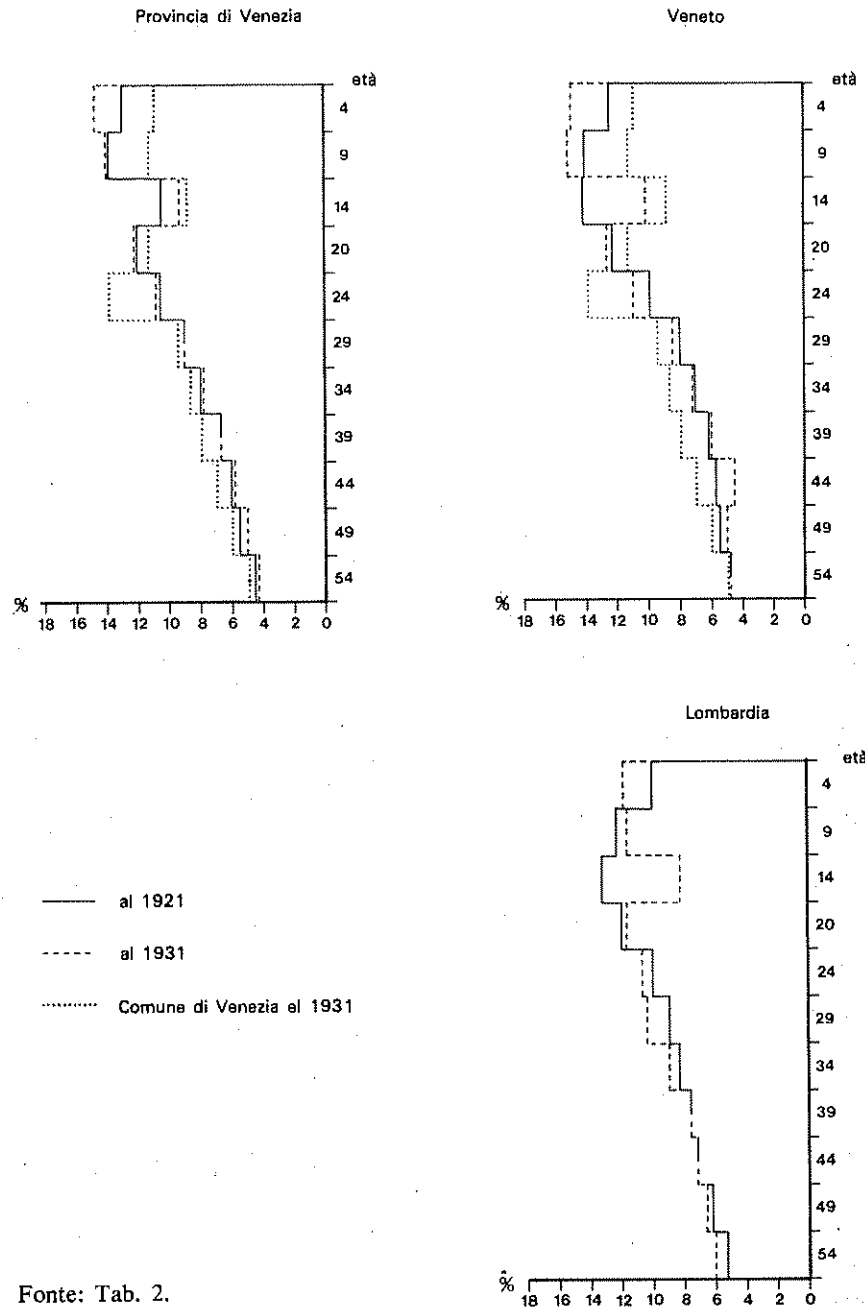 Provincia di Venezia
età
4
9
14
20
24
29
34
39
44
49
54
%
18 16 14 12 10 8 6 4 2 0
Veneto
età
4
9
14
20
24
29
34
39
44
49
54
%
18 16 14 12 10 8 6 4 2 0
Lombardia
età
4
9
14
20
24
29
34
39
44
49
54
%
18 16 14 12 10 8 6 4 2 0
al 1921
al 1931
Comune di Venezia el 1931
Fonte: Tab. 2.